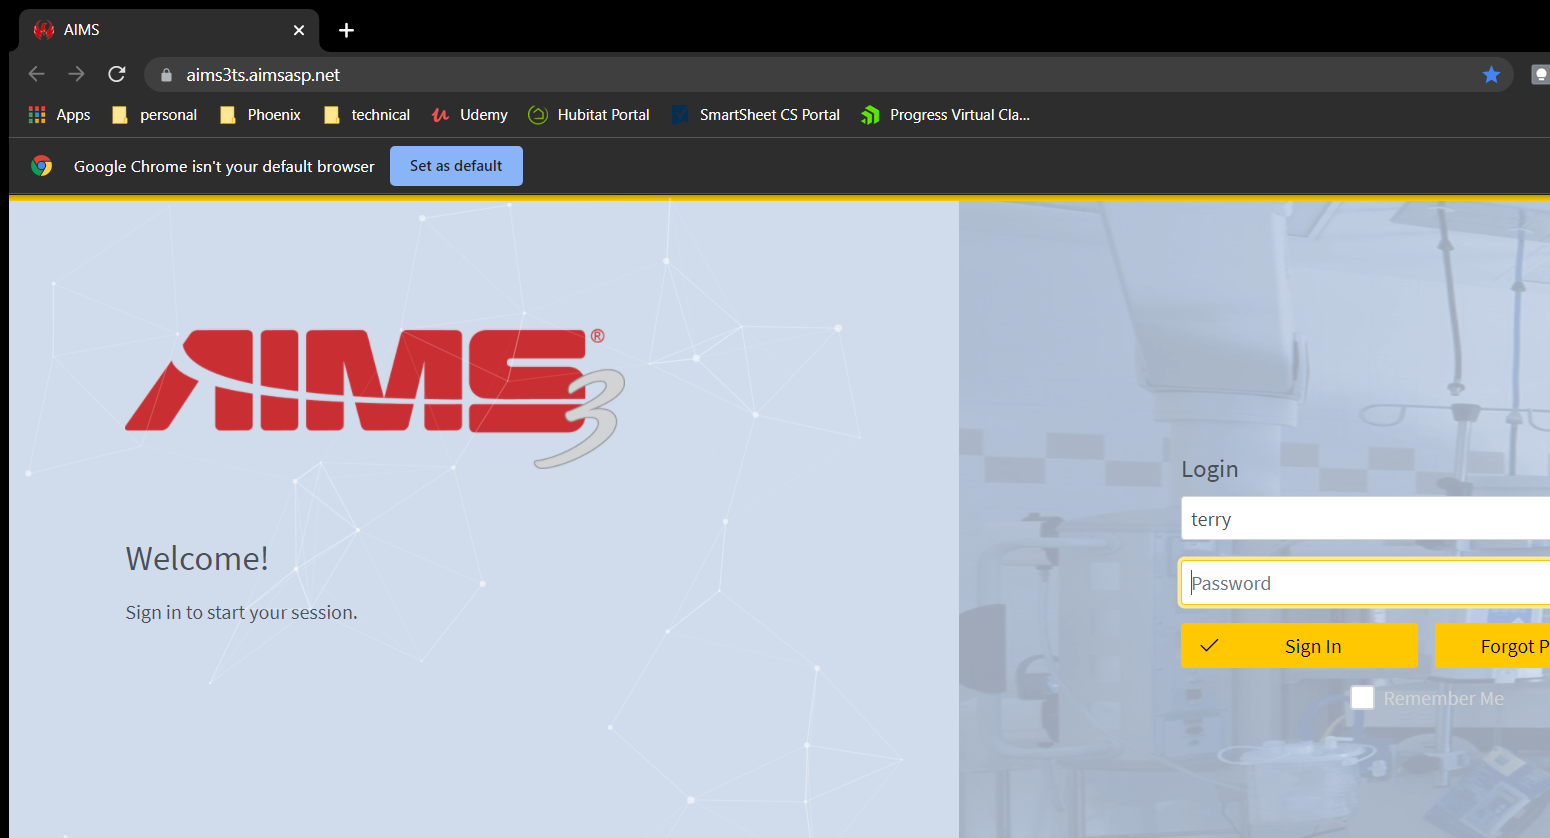 AIMS
aims3ts.aimsasp.net
Apps personal Phoenix technical Udemy Hubitat Portal SmartSheet CS Portal Progress Virtual Cla...
Google Chrome isn't your default browser Set as default
AIMS3®
Login
terry
Welcome!
Password
Sign in to start your session.
Sign In Forgot P
Remember Me